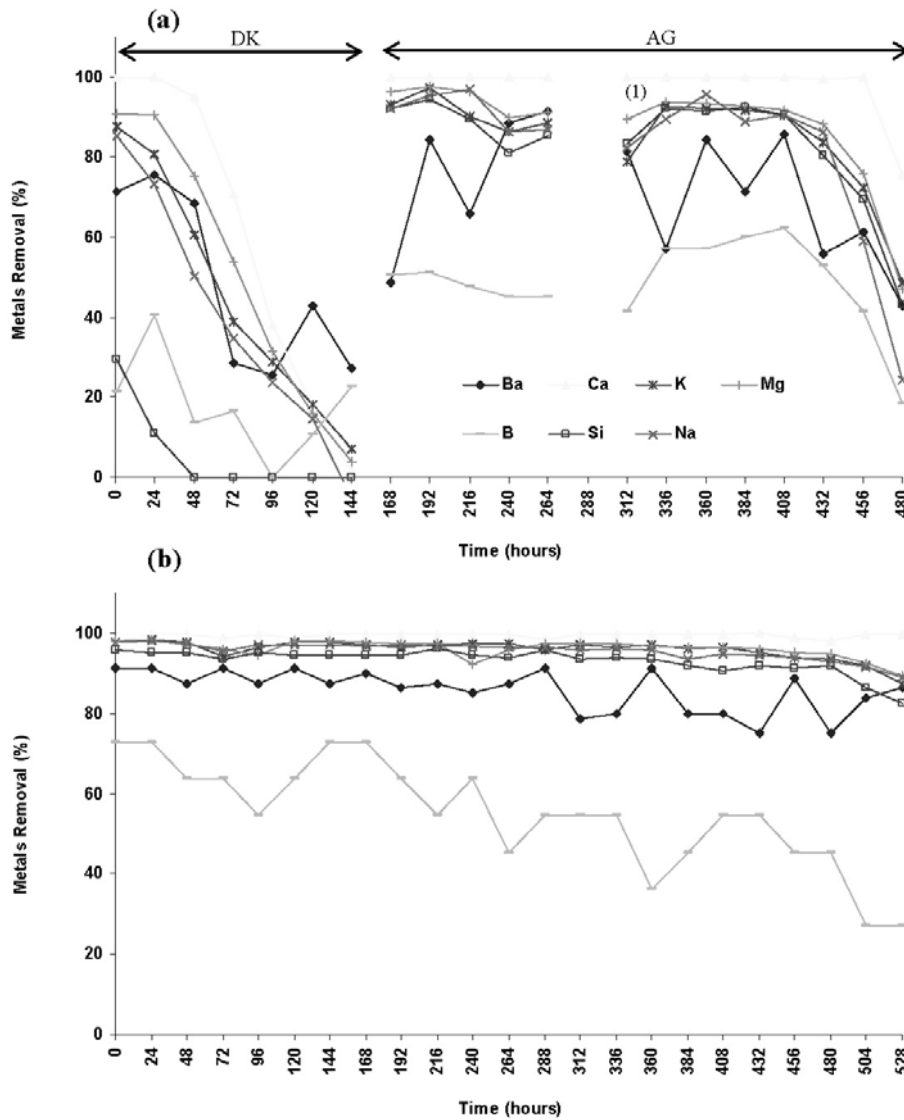 (a)
DK
AG
Metals Removal (%)
100
80
60
40
20
0
(1)
Ba
Ca
K
Mg
B
Si
Na
0 24 48 72 96 120 144 168 192 216 240 264 288 312 336 360 384 408 432 456 480
Time (hours)
(b)
Metals Removal (%)
100
80
60
40
20
0
0 24 48 72 96 120 144 168 192 216 240 264 288 312 336 360 384 408 432 456 480 504 528
Time (hours)